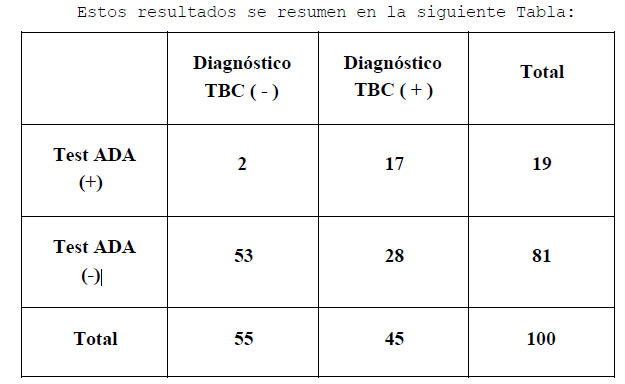 Estos resultados se resumen en la siguiente Tabla:
Diagnóstico
TBC ( - )
Diagnóstico
TBC ( + )
Total
Test ADA
(+)
2
17
19
Test ADA
(-)
53
28
81
Total
55
45
100